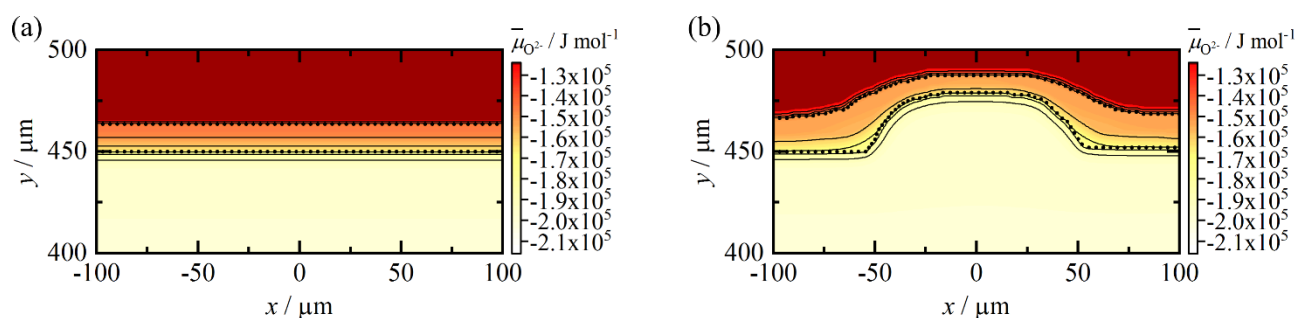 (a)
μ̅O²⁻ / J mol⁻¹
500
450
400
y / μm
-100 -50 0 50 100
x / μm
-1.3x10⁵
-1.4x10⁵
-1.5x10⁵
-1.6x10⁵
-1.7x10⁵
-1.8x10⁵
-1.9x10⁵
-2.0x10⁵
-2.1x10⁵
(b)
μ̅O²⁻ / J mol⁻¹
500
450
400
y / μm
-100 -50 0 50 100
x / μm
-1.3x10⁵
-1.4x10⁵
-1.5x10⁵
-1.6x10⁵
-1.7x10⁵
-1.8x10⁵
-1.9x10⁵
-2.0x10⁵
-2.1x10⁵